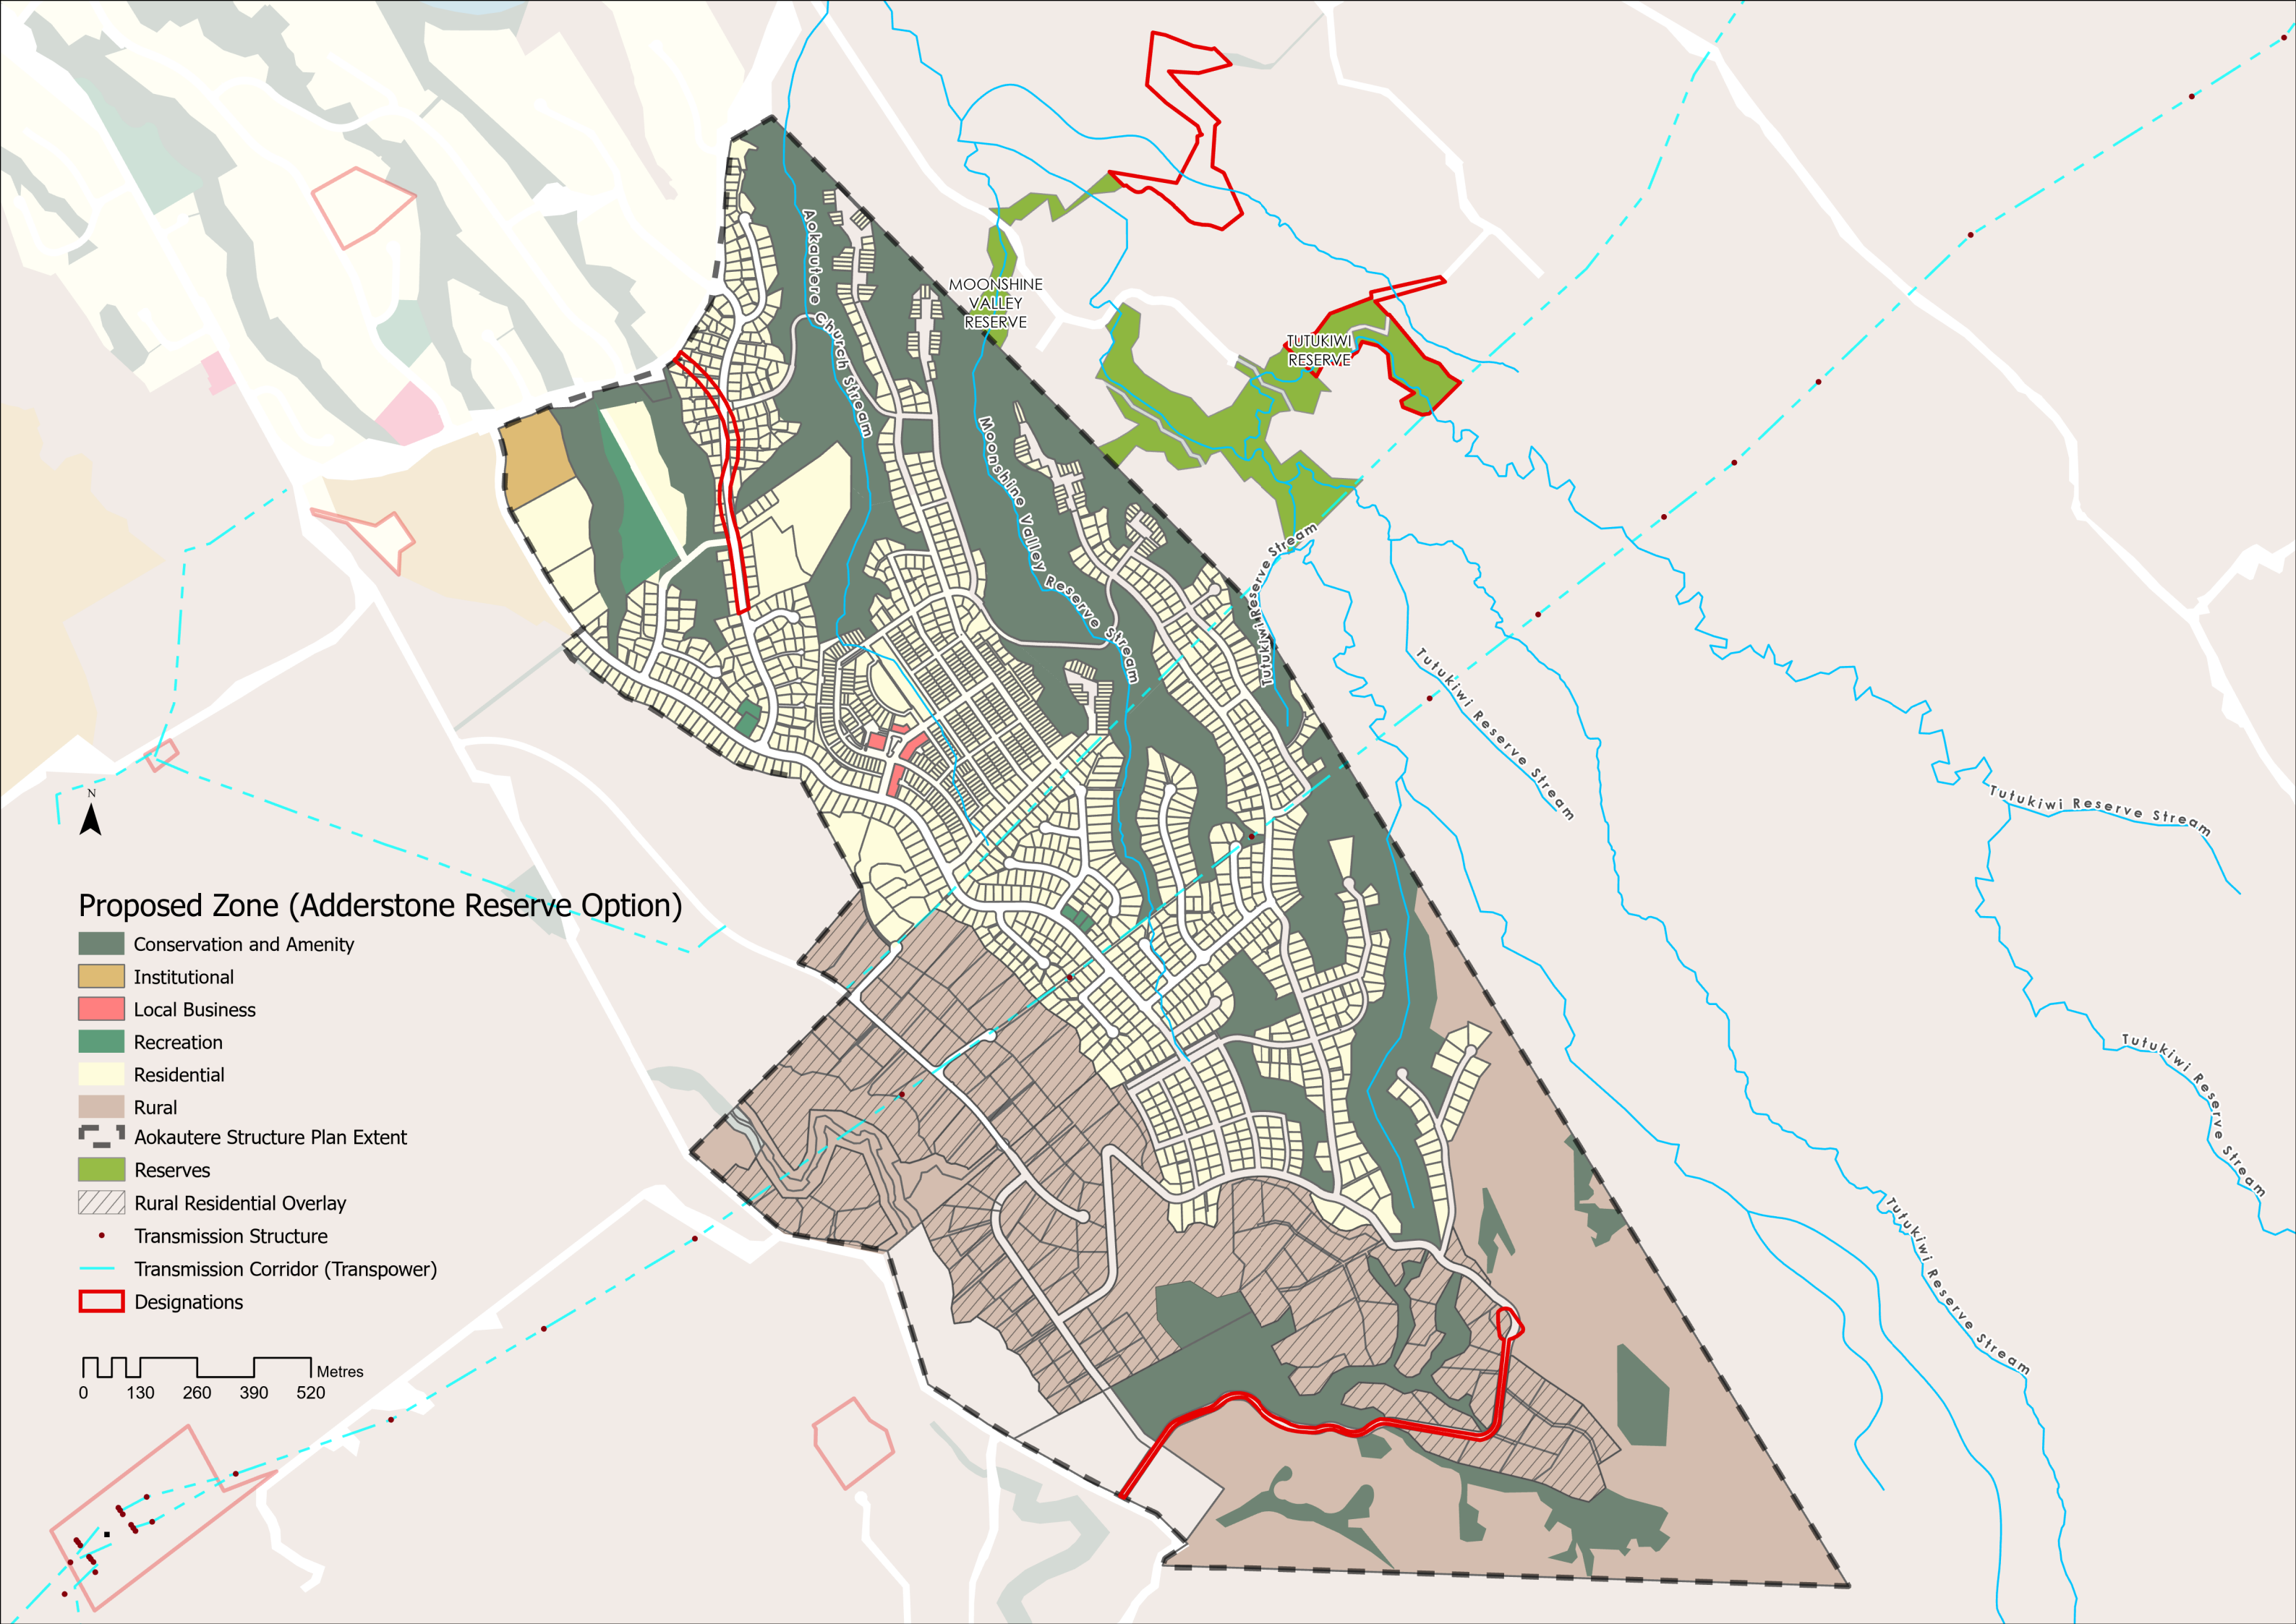 Aokautere Church Stream
MOONSHINE
VALLEY
RESERVE
TUTUKIWI
RESERVE
Moonshine Valley Reserve Stream
Tutukiwi Reserve Stream
Tutukiwi Reserve Stream
Tutukiwi Reserve Stream
Tutukiwi Reserve Stream
Tutukiwi Reserve Stream
N
Proposed Zone (Adderstone Reserve Option)
Conservation and Amenity
Institutional
Local Business
Recreation
Residential
Rural
Aokautere Structure Plan Extent
Reserves
Rural Residential Overlay
Transmission Structure
Transmission Corridor (Transpower)
Designations
Metres
0 130 260 390 520